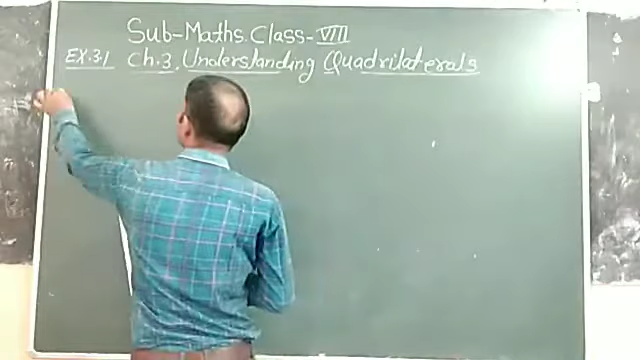 Sub-Maths. Class-VIII
EX.3.1 Ch.3. Understanding Quadrilaterals